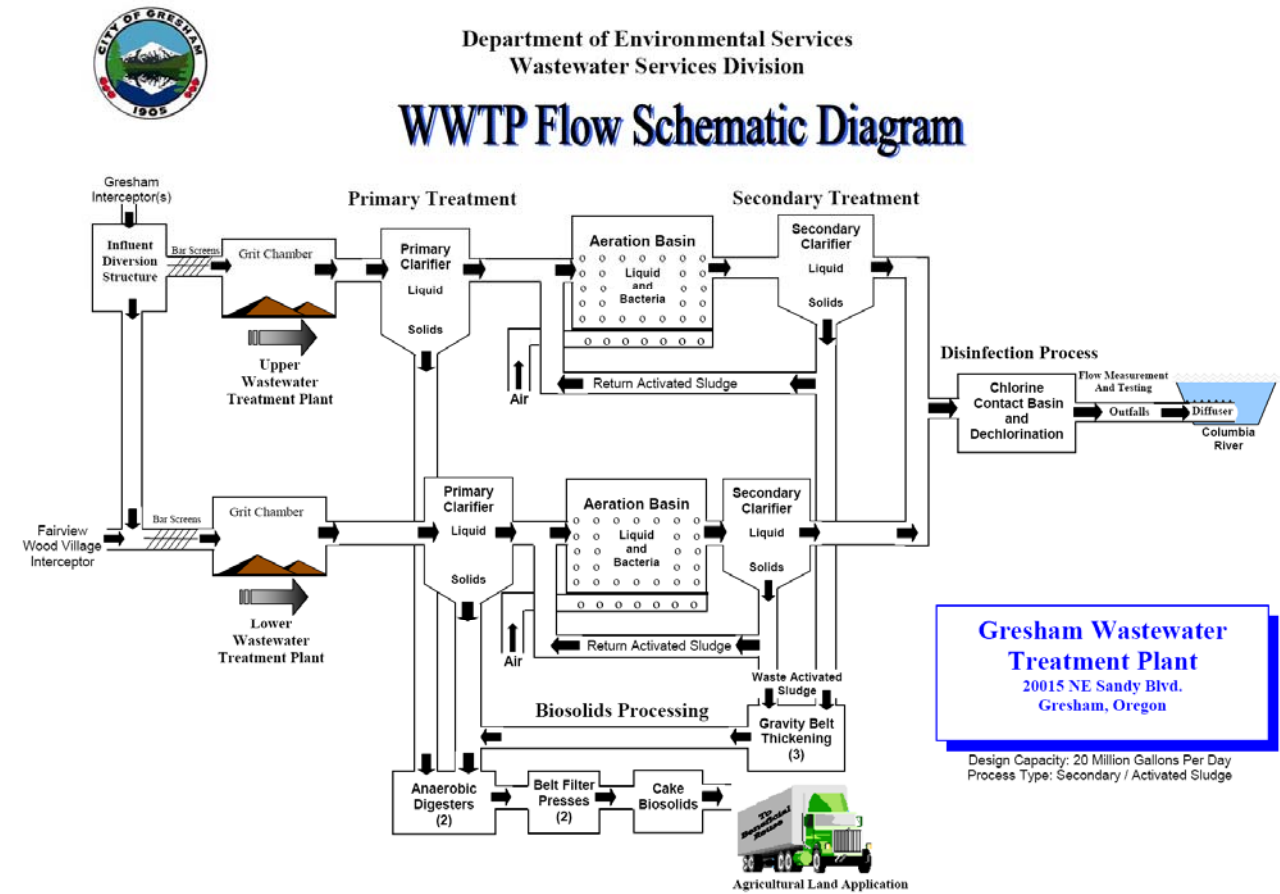 CITY OF GRESHAM
1905
Department of Environmental Services
Wastewater Services Division
WWTP Flow Schematic Diagram
Gresham
Interceptor(s)
Primary Treatment
Secondary Treatment
Influent
Diversion
Structure
Bar Screens
Grit Chamber
Primary
Clarifier
Liquid
Solids
Aeration Basin
Liquid
and
Bacteria
Secondary
Clarifier
Liquid
Solids
Upper
Wastewater
Treatment Plant
Air
Return Activated Sludge
Disinfection Process
Chlorine
Contact Basin
and
Dechlorination
Flow Measurement
And Testing
Outfalls
Diffuser
Columbia
River
Fairview
Wood Village
Interceptor
Bar Screens
Grit Chamber
Primary
Clarifier
Liquid
Solids
Aeration Basin
Liquid
and
Bacteria
Secondary
Clarifier
Liquid
Solids
Lower
Wastewater
Treatment Plant
Air
Return Activated Sludge
Waste Activated
Sludge
Biosolids Processing
Gravity Belt
Thickening
(3)
Anaerobic
Digesters
(2)
Belt Filter
Presses
(2)
Cake
Biosolids
To
Beneficial
Reuse
Agricultural Land Application
Gresham Wastewater
Treatment Plant
20015 NE Sandy Blvd.
Gresham, Oregon
Design Capacity: 20 Million Gallons Per Day
Process Type: Secondary / Activated Sludge